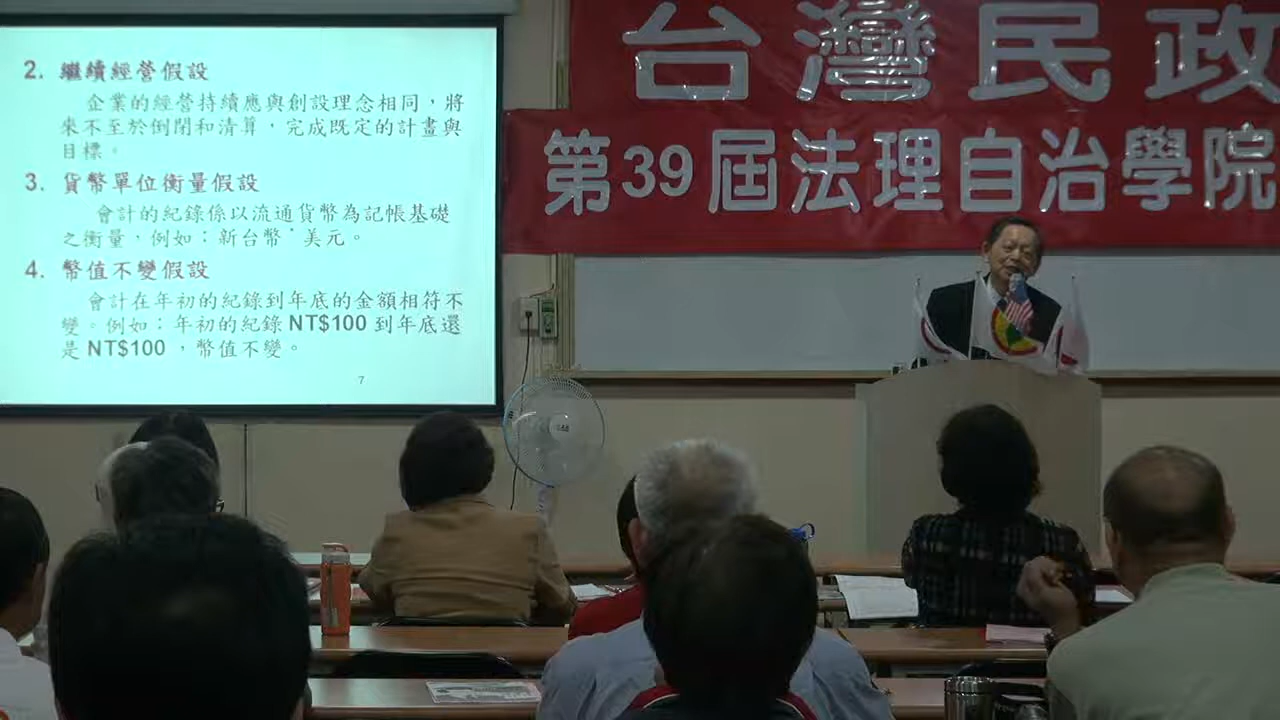 2. 繼續經營假設
企業的經營持續應與創設理念相同，將
來不至於倒閉和清算，完成既定的計畫與
目標。
3. 貨幣單位衡量假設
會計的紀錄係以流通貨幣為記帳基礎
之衡量，例如：新台幣、美元。
4. 幣值不變假設
會計在年初的紀錄到年底的金額相符不
變。例如：年初的紀錄 NT$100 到年底還
是 NT$100 ，幣值不變。
7
台灣民政
第39屆法理自治學院